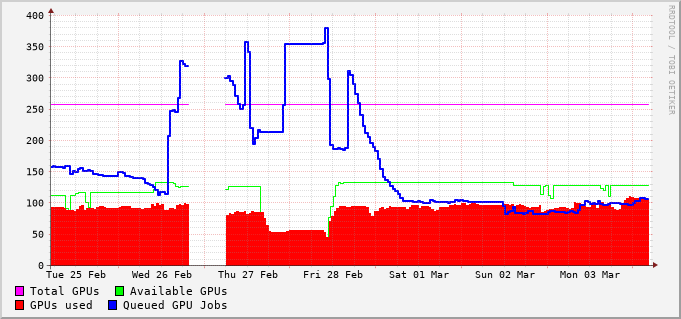 400
350
300
250
200
150
100
50
0
Tue 25 Feb Wed 26 Feb Thu 27 Feb Fri 28 Feb Sat 01 Mar Sun 02 Mar Mon 03 Mar
Total GPUs Available GPUs
GPUs used Queued GPU Jobs
RRDTOOL / TOBI OETIKER